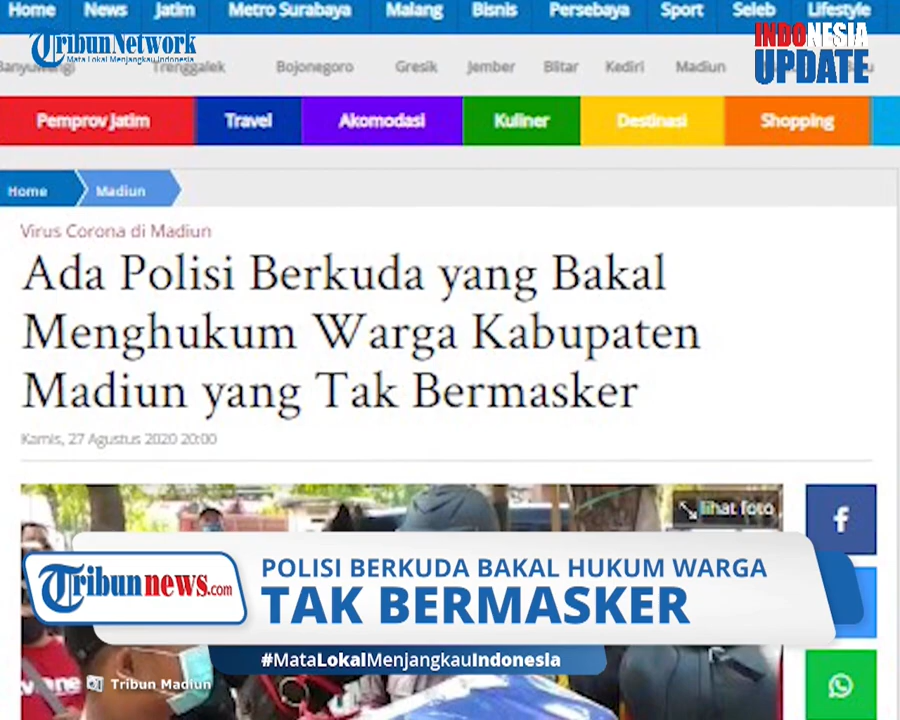 Home News Jatim Metro Surabaya Malang Bisnis Persebaya Sport Seleb Lifestyle
TribunNetwork
Mata Lokal Menjangkau Indonesia
INDONESIA
UPDATE
Banyuwangi Trenggalek Bojonegoro Gresik Jember Blitar Kediri Madiun
Pemprov Jatim Travel Akomodasi Kuliner Destinasi Shopping
Home Madiun
Virus Corona di Madiun
Ada Polisi Berkuda yang Bakal
Menghukum Warga Kabupaten
Madiun yang Tak Bermasker
Kamis, 27 Agustus 2020 20:00
lihat foto
f
Tribunnews.com
POLISI BERKUDA BAKAL HUKUM WARGA
TAK BERMASKER
#MataLokalMenjangkauIndonesia
Tribun Madiun